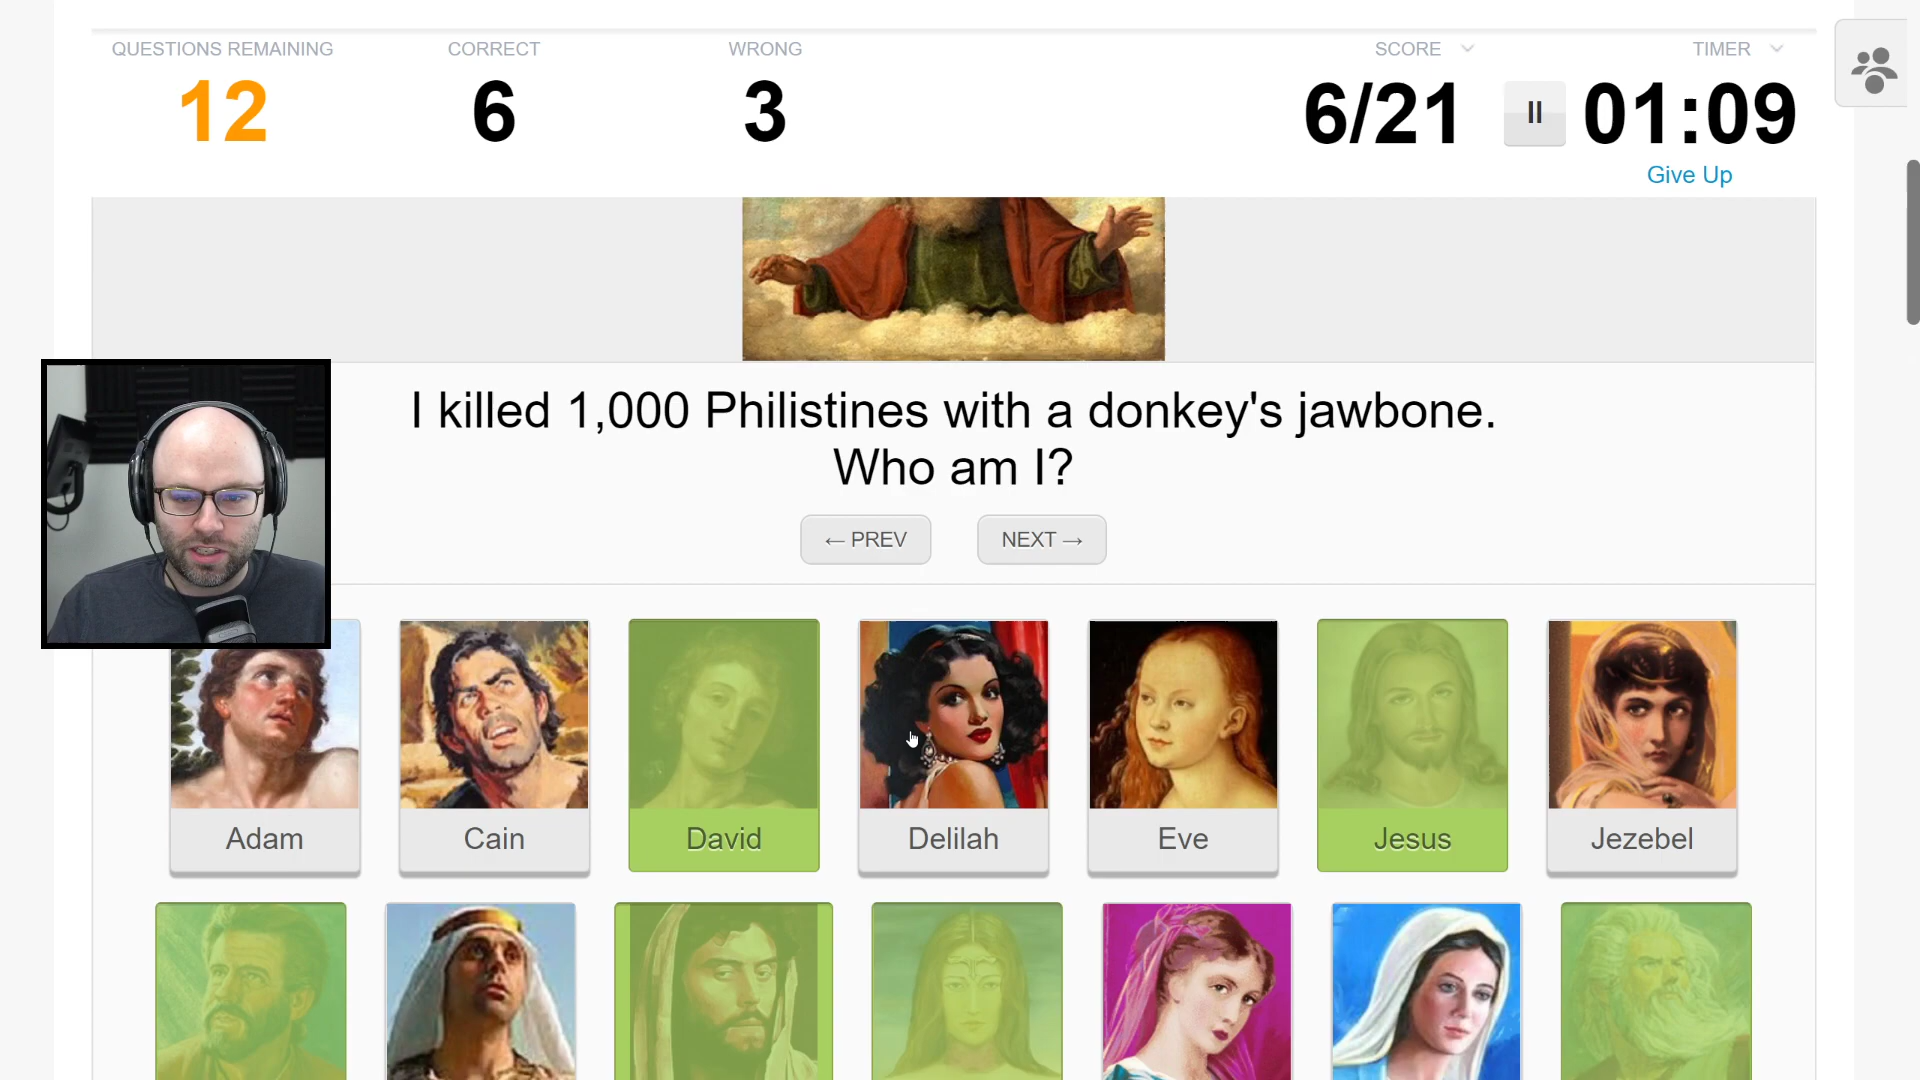 QUESTIONS REMAINING
CORRECT
WRONG
SCORE
TIMER
12
6
3
6/21
01:09
Give Up
I killed 1,000 Philistines with a donkey's jawbone.
Who am I?
← PREV
NEXT →
Adam
Cain
David
Delilah
Eve
Jesus
Jezebel